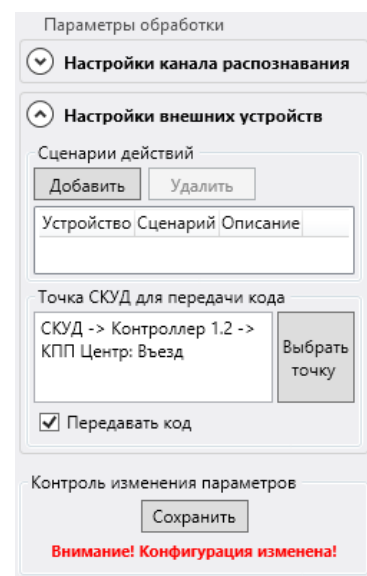 Параметры обработки
Настройки канала распознавания
Настройки внешних устройств
Сценарии действий
Добавить Удалить
Устройство Сценарий Описание
Точка СКУД для передачи кода
СКУД -> Контроллер 1.2 ->
КПП Центр: Въезд
Выбрать
точку
Передавать код
Контроль изменения параметров
Сохранить
Внимание! Конфигурация изменена!